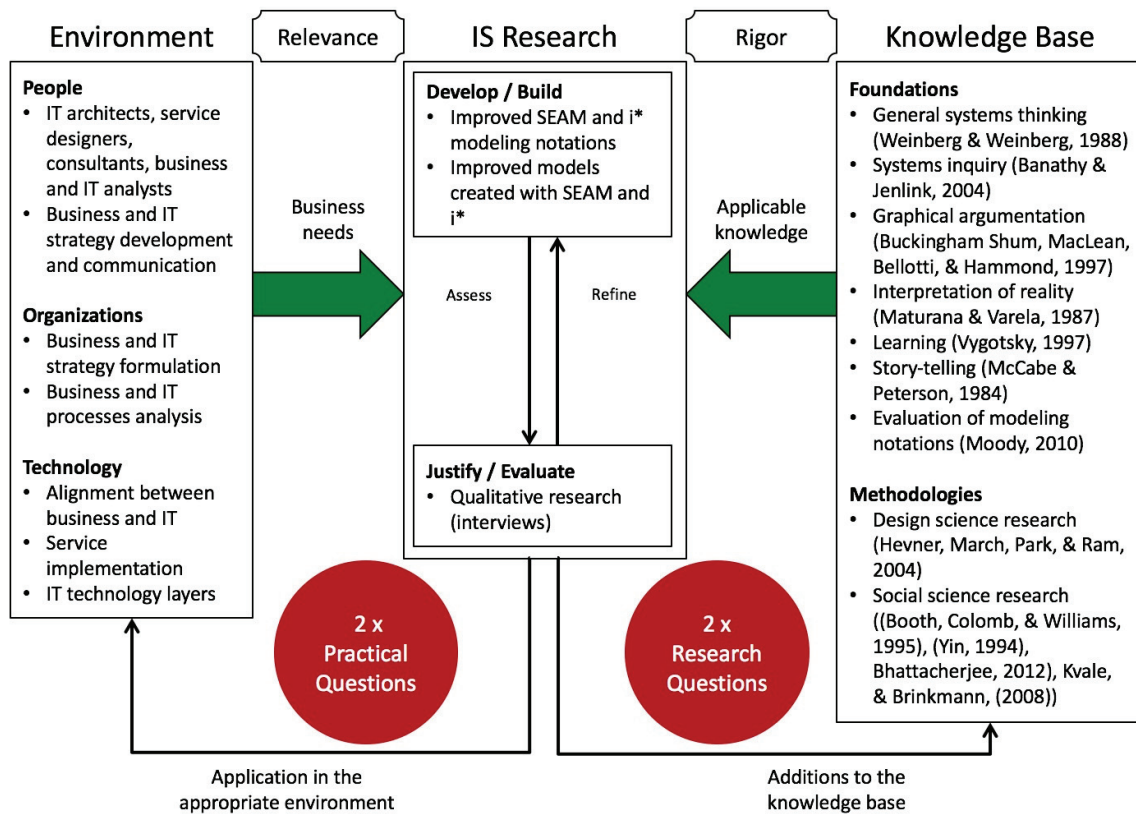 Environment
Relevance
IS Research
Rigor
Knowledge Base
People
• IT architects, service
designers,
consultants, business
and IT analysts
• Business and IT
strategy development
and communication
Organizations
• Business and IT
strategy formulation
• Business and IT
processes analysis
Technology
• Alignment between
business and IT
• Service
implementation
• IT technology layers
Business
needs
Develop / Build
• Improved SEAM and i*
modeling notations
• Improved models
created with SEAM and
i*
Assess
Refine
Justify / Evaluate
• Qualitative research
(interviews)
Applicable
knowledge
Foundations
• General systems thinking
(Weinberg & Weinberg, 1988)
• Systems inquiry (Banathy &
Jenlink, 2004)
• Graphical argumentation
(Buckingham Shum, MacLean,
Bellotti, & Hammond, 1997)
• Interpretation of reality
(Maturana & Varela, 1987)
• Learning (Vygotsky, 1997)
• Story-telling (McCabe &
Peterson, 1984)
• Evaluation of modeling
notations (Moody, 2010)
Methodologies
• Design science research
(Hevner, March, Park, & Ram,
2004)
• Social science research
((Booth, Colomb, & Williams,
1995), (Yin, 1994),
Bhattacherjee, 2012), Kvale,
& Brinkmann, (2008))
2 x
Practical
Questions
2 x
Research
Questions
Application in the
appropriate environment
Additions to the
knowledge base